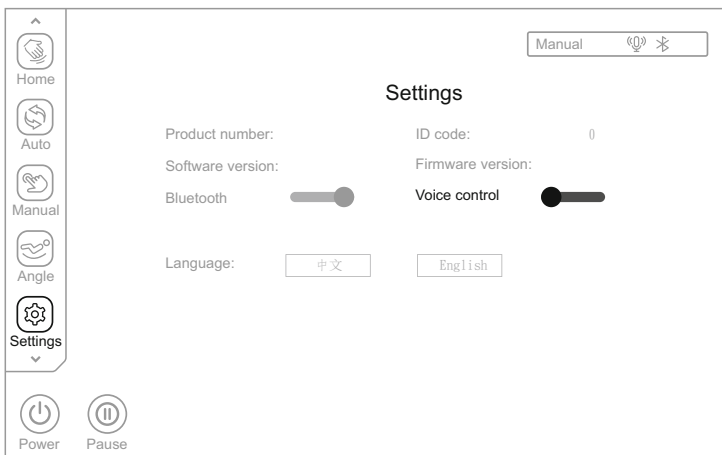 Home
Auto
Manual
Angle
Settings
Power
Pause
Manual
Settings
Product number:
ID code: 0
Software version:
Firmware version:
Bluetooth
Voice control
Language: 中文 English